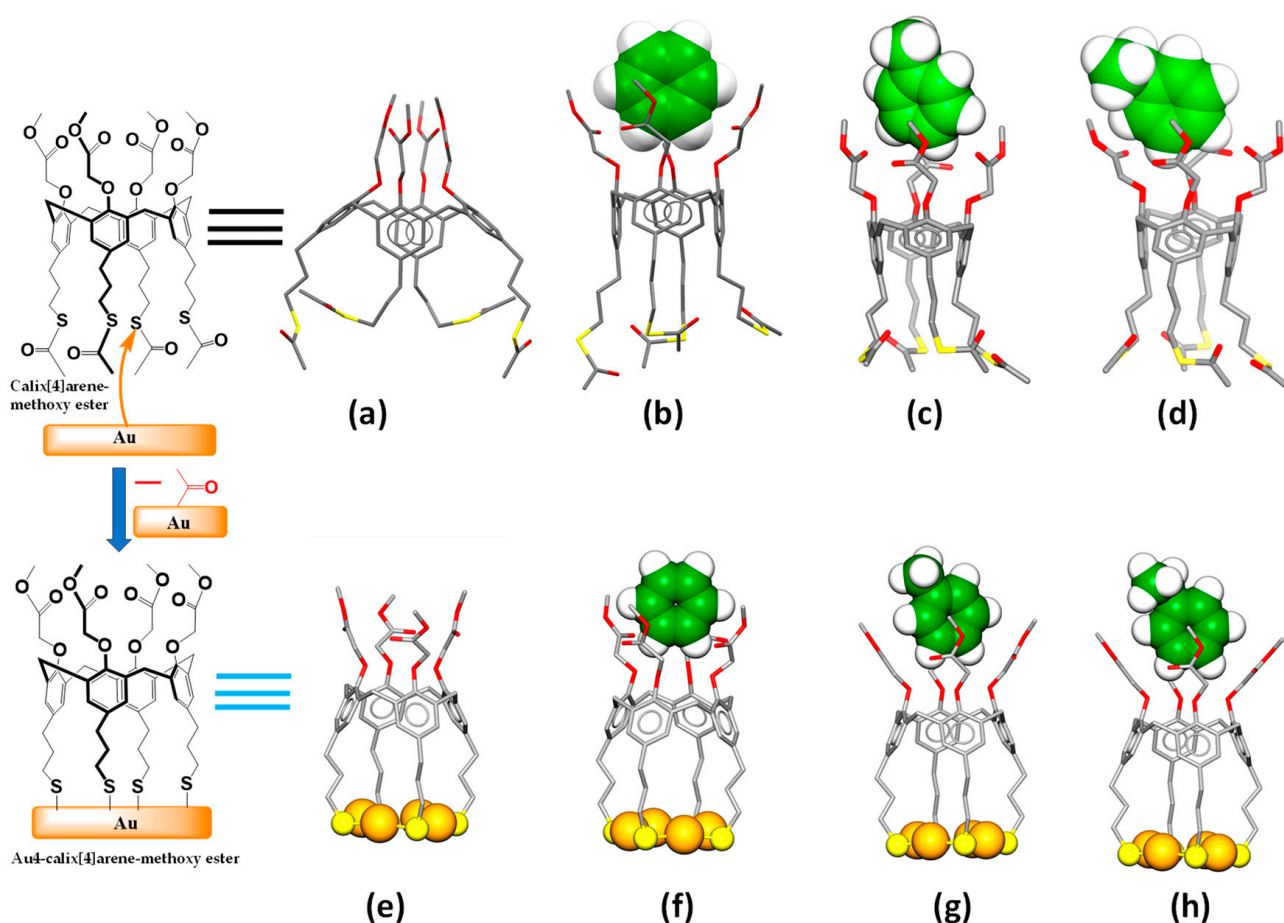 O O O O
O O O O
O O O O
S S S S
O O O O
Calix[4]arene-
methoxy ester
Au
O
Au
O O O O
O O O O
O O O O
S S S S
Au
Au4-calix[4]arene-methoxy ester
(a) (b) (c) (d)
(e) (f) (g) (h)